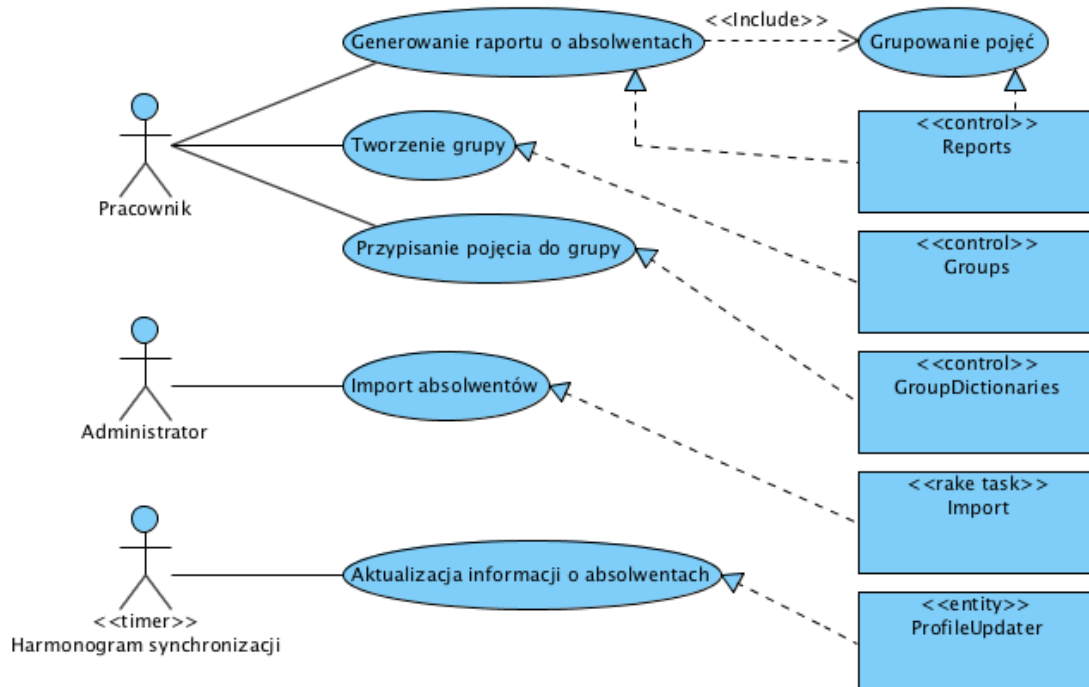 <<Include>>
Generowanie raportu o absolwentach
Grupowanie pojęć
<<control>>
Reports
Tworzenie grupy
Pracownik
Przypisanie pojęcia do grupy
<<control>>
Groups
<<control>>
GroupDictionaries
Import absolwentów
Administrator
<<rake task>>
Import
Aktualizacja informacji o absolwentach
<<timer>>
Harmonogram synchronizacji
<<entity>>
ProfileUpdater